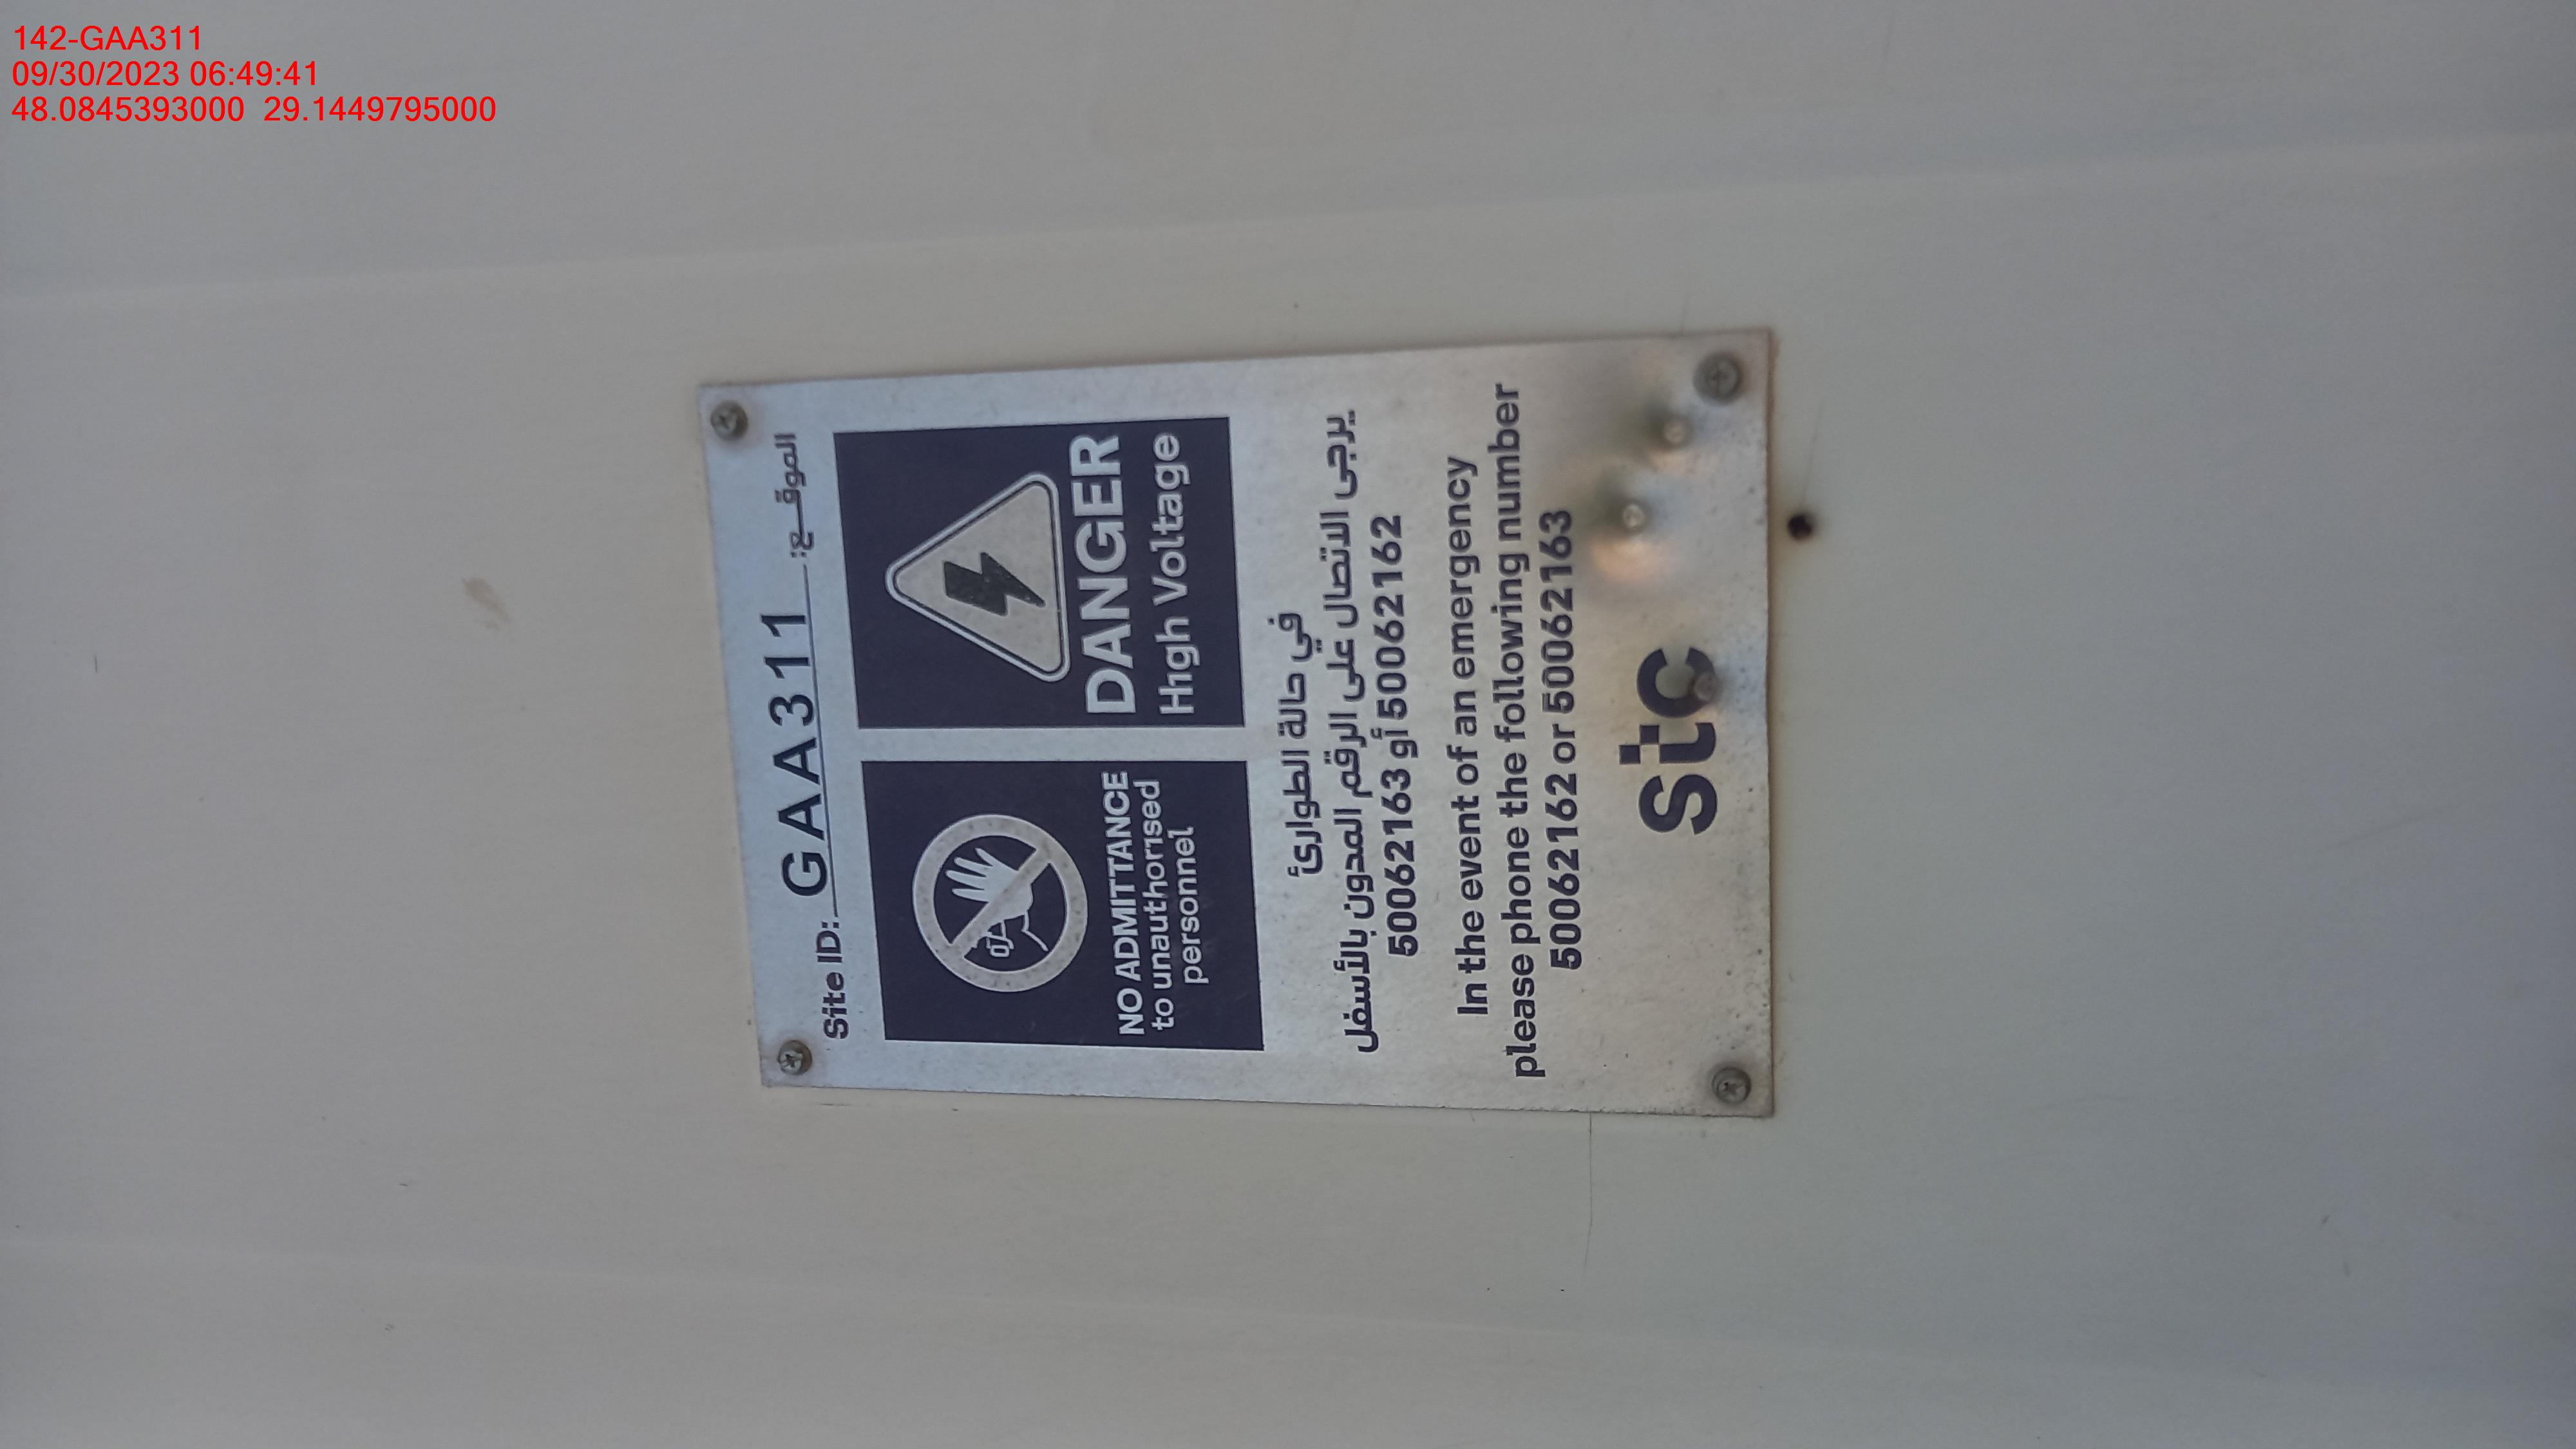 142-GAA311
09/30/2023 06:49:41
48.0845393000 29.1449795000
Site ID: GAA311 الموقــع:
NO ADMITTANCE
to unauthorised
personnel
DANGER
High Voltage
في حالة الطوارئ
يرجى الاتصال على الرقم المدون بالأسفل
50062163 أو 50062162
In the event of an emergency
please phone the following number
50062162 or 50062163
stc